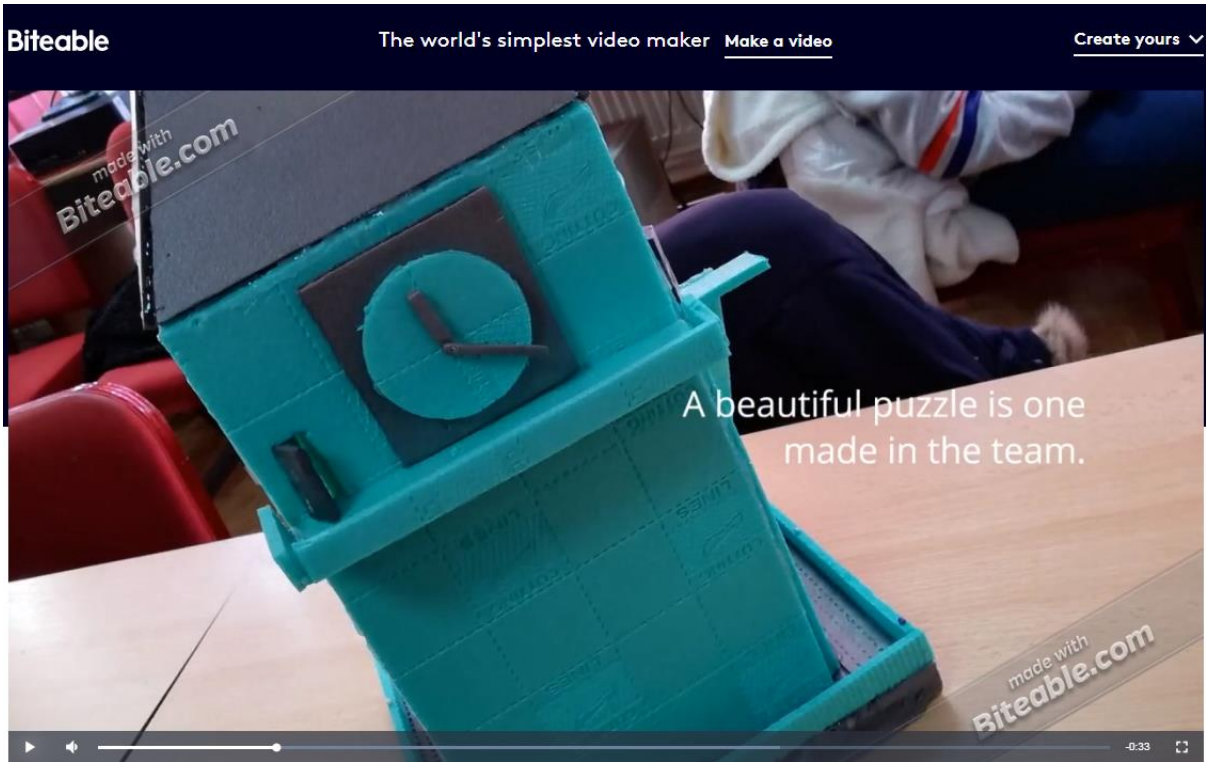 Biteable
The world's simplest video maker Make a video
Create yours
made with
Biteable.com
A beautiful puzzle is one
made in the team.
LINES
made with
Biteable.com
-0:33